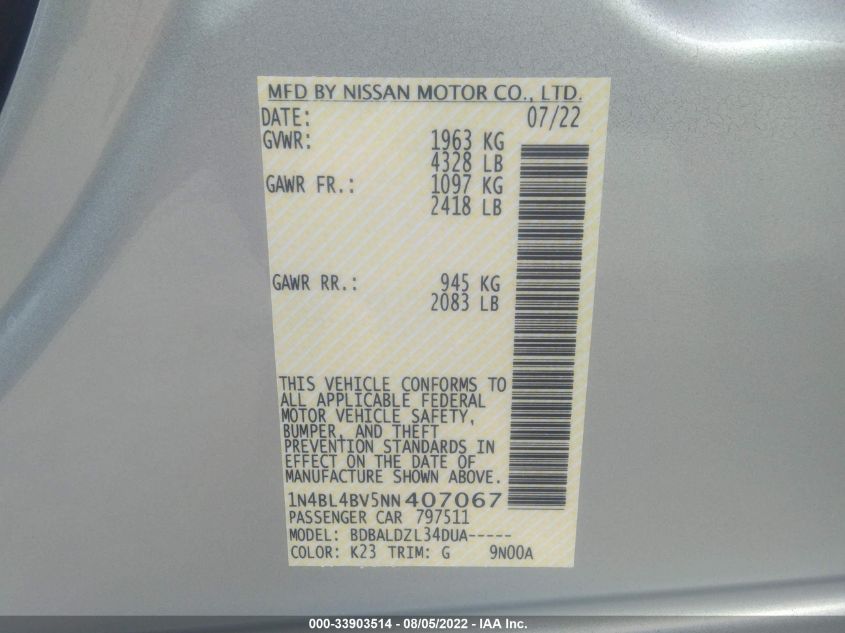 MFD BY NISSAN MOTOR CO., LTD.
DATE: 07/22
GVWR: 1963 KG
4328 LB
GAWR FR.: 1097 KG
2418 LB
GAWR RR.: 945 KG
2083 LB
THIS VEHICLE CONFORMS TO
ALL APPLICABLE FEDERAL
MOTOR VEHICLE SAFETY,
BUMPER, AND THEFT
PREVENTION STANDARDS IN
EFFECT ON THE DATE OF
MANUFACTURE SHOWN ABOVE.
1N4BL4BV5NN407067
PASSENGER CAR 797511
MODEL: BDBALDZL34DUA-----
COLOR: K23 TRIM: G 9N00A
000-33903514 - 08/05/2022 - IAA Inc.